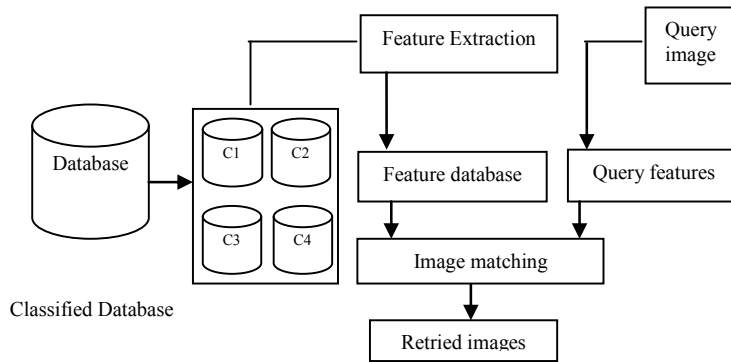 Feature Extraction
Query
image
Database
C1
C2
C3
C4
Feature database
Query features
Image matching
Classified Database
Retried images